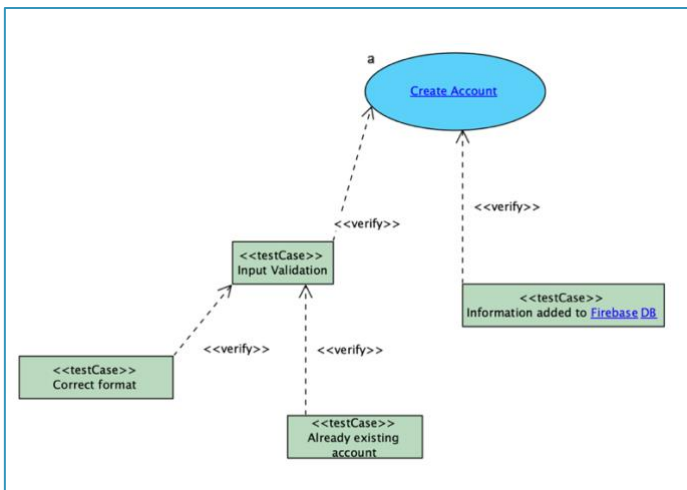 a
Create Account
<<verify>>
<<verify>>
<<testCase>>
Input Validation
<<testCase>>
Information added to Firebase DB
<<verify>>
<<verify>>
<<testCase>>
Correct format
<<testCase>>
Already existing
account